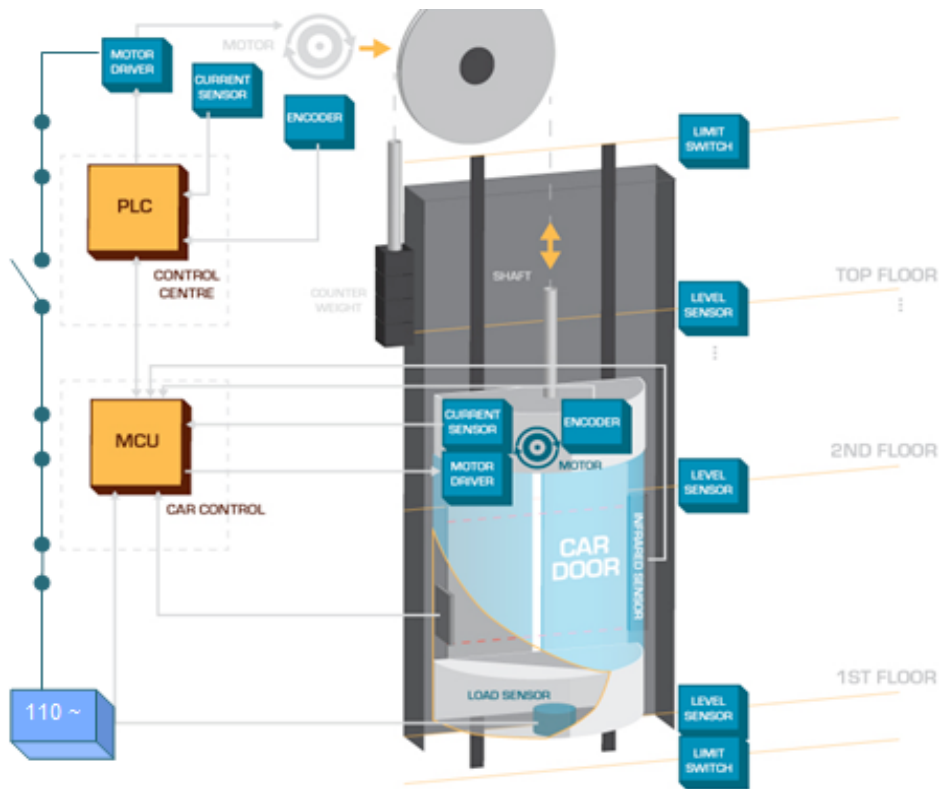 MOTOR
MOTOR
DRIVER
CURRENT
SENSOR
ENCODER
LIMIT
SWITCH
PLC
CONTROL
CENTRE
SHAFT
COUNTER
WEIGHT
TOP FLOOR
LEVEL
SENSOR
MCU
CAR CONTROL
CURRENT
SENSOR
ENCODER
MOTOR
DRIVER
MOTOR
2ND FLOOR
LEVEL
SENSOR
CAR
DOOR
INFRARED SENSOR
1ST FLOOR
LOAD SENSOR
LEVEL
SENSOR
110 ~
LIMIT
SWITCH